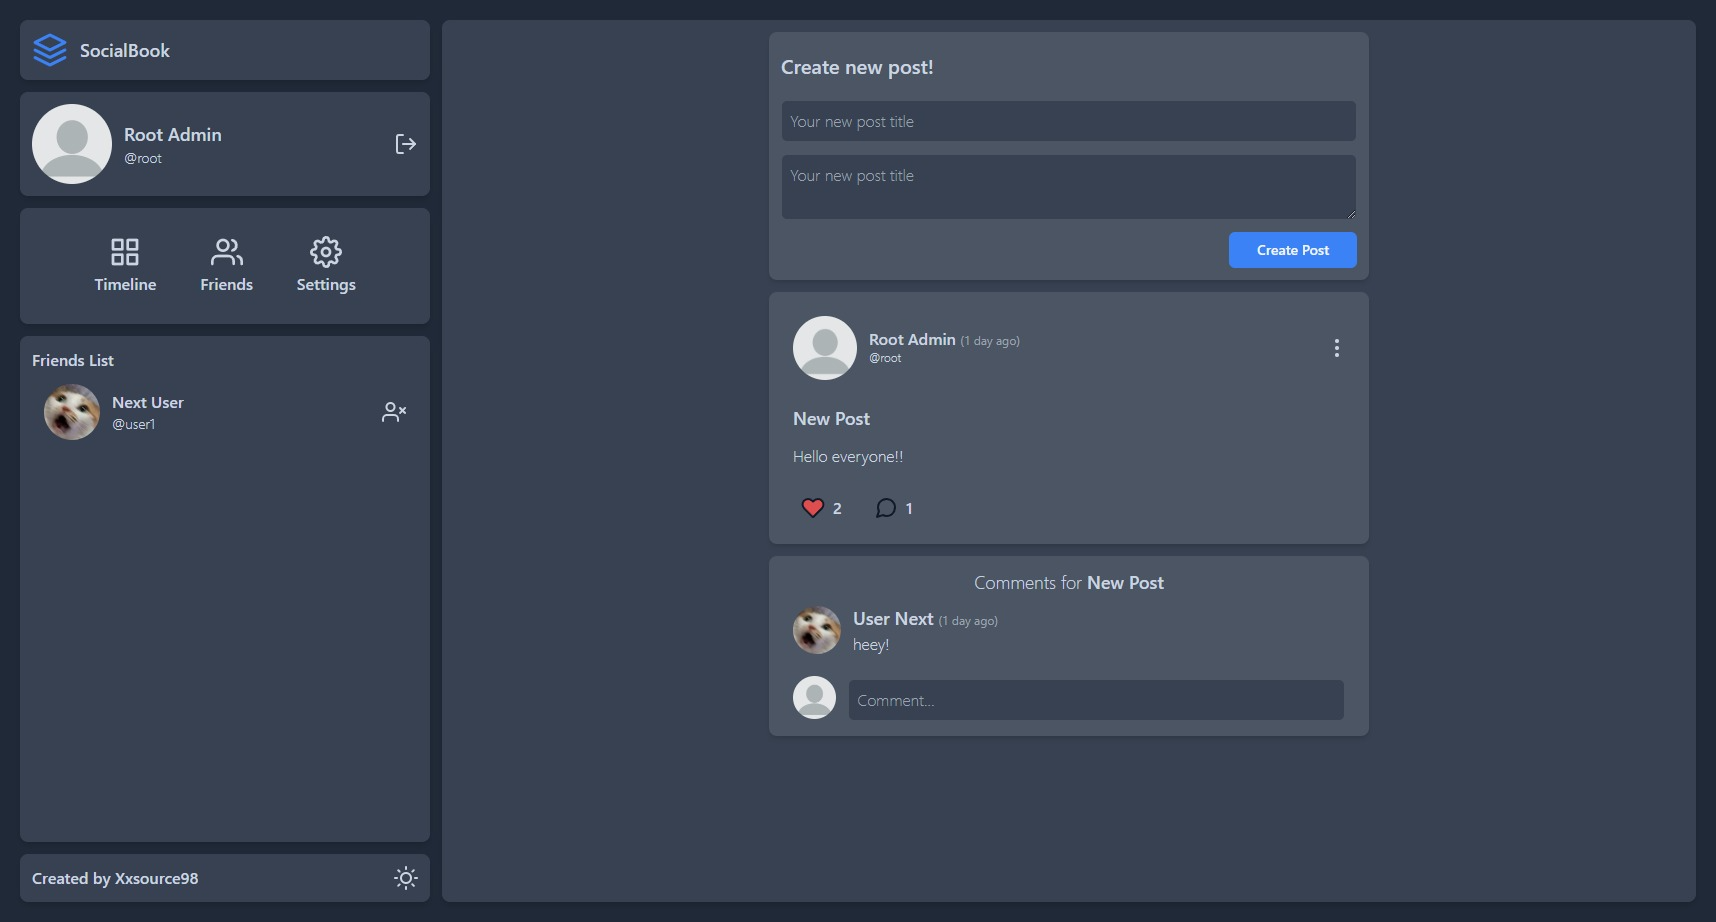 SocialBook
Root Admin
@root
Timeline Friends Settings
Friends List
Next User
@user1
Created by Xxsource98
Create new post!
Your new post title
Your new post title
Create Post
Root Admin (1 day ago)
@root
New Post
Hello everyone!!
2 1
Comments for New Post
User Next (1 day ago)
heey!
Comment...